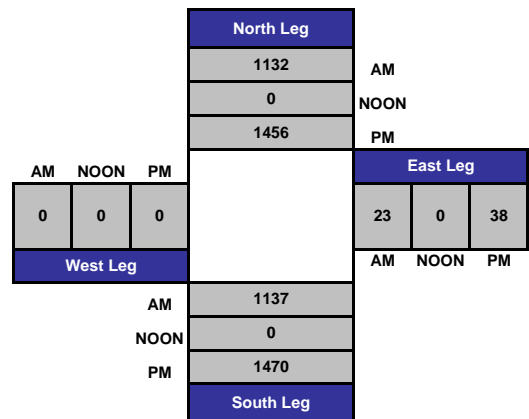 North Leg
1132 AM
0 NOON
1456 PM
AM NOON PM
East Leg
0 0 0
23 0 38
West Leg
AM NOON PM
AM 1137
NOON 0
PM 1470
South Leg